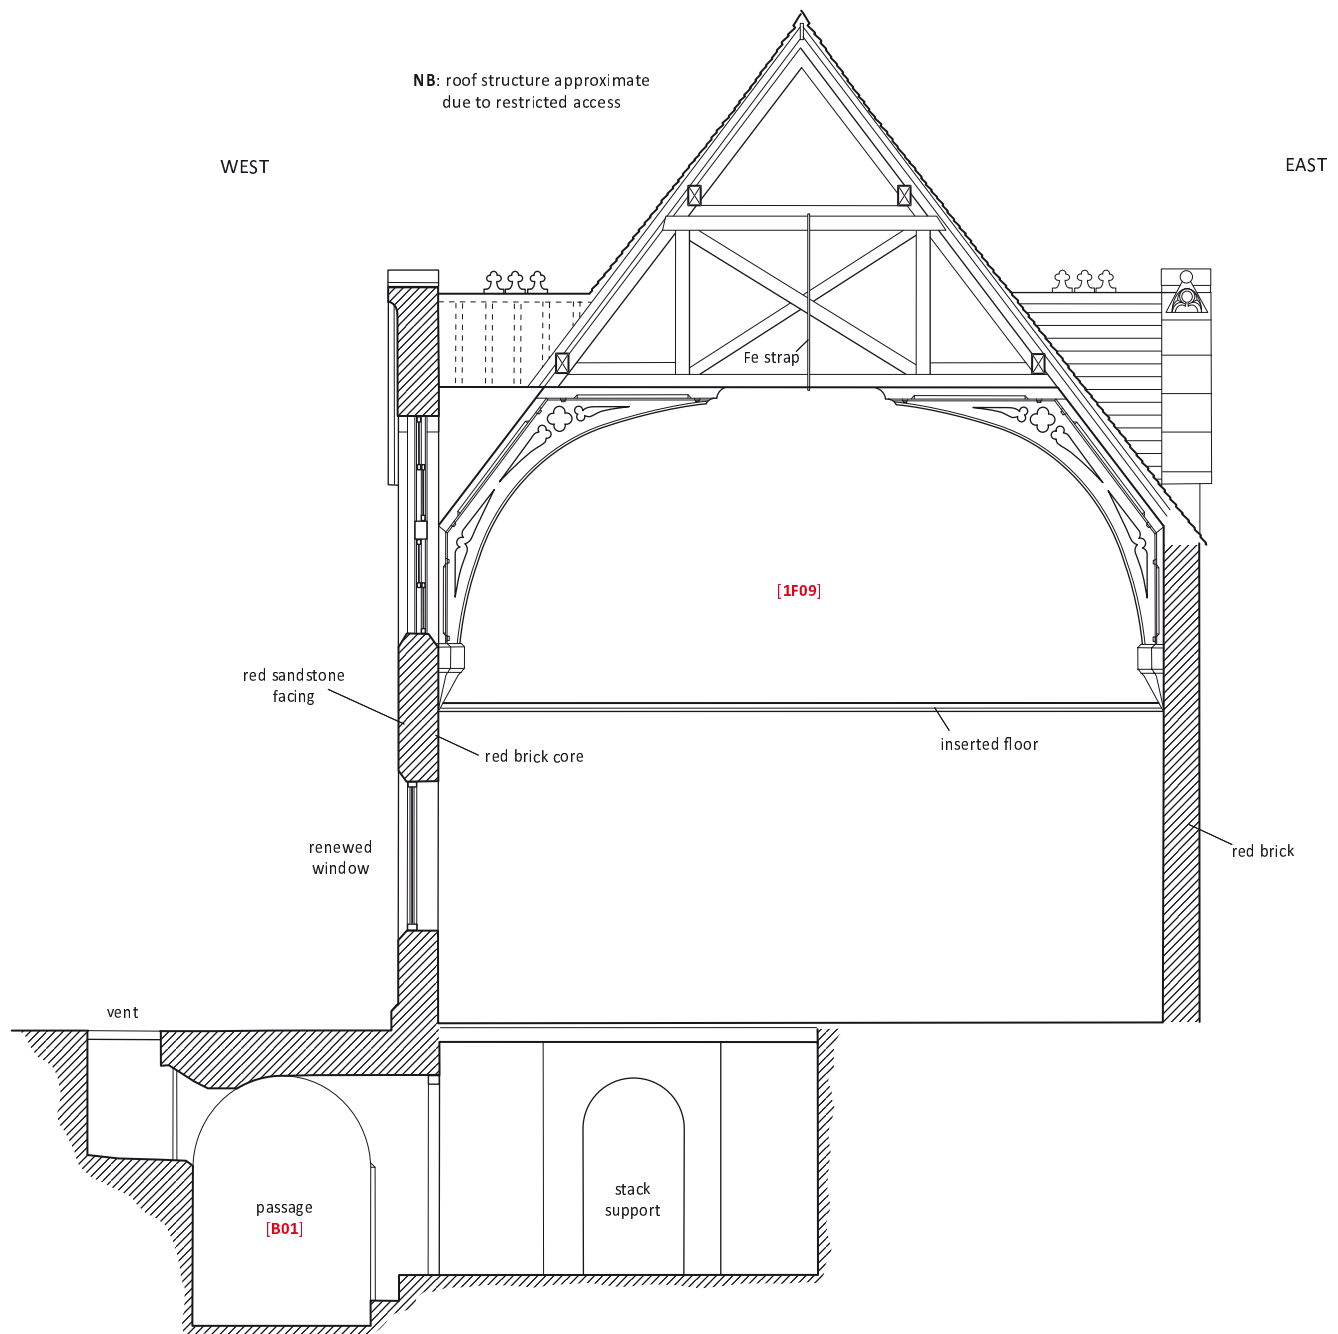 NB: roof structure approximate
due to restricted access
WEST
EAST
Fe strap
[1F09]
red sandstone
facing
red brick core
inserted floor
renewed
window
red brick
vent
passage
[B01]
stack
support